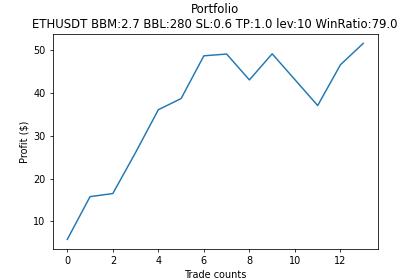 Portfolio
ETHUSDT BBM:2.7 BBL:280 SL:0.6 TP:1.0 lev:10 WinRatio:79.0
50
40
30
20
10
Profit ($)
0 2 4 6 8 10 12
Trade counts